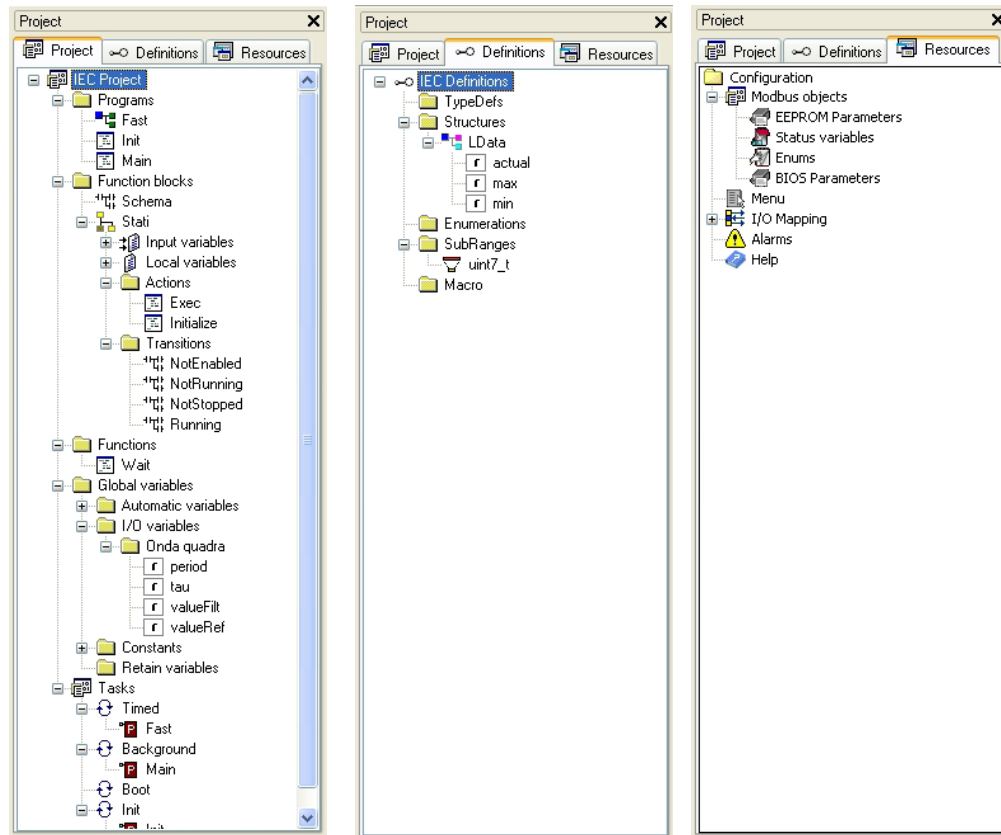 Project
Project Definitions Resources
IEC Project
Programs
Fast
Init
Main
Function blocks
Schema
Stati
Input variables
Local variables
Actions
Exec
Initialize
Transitions
NotEnabled
NotRunning
NotStopped
Running
Functions
Wait
Global variables
Automatic variables
I/O variables
Onda quadra
period
tau
valueFilt
valueRef
Constants
Retain variables
Tasks
Timed
Fast
Background
Main
Boot
Init
Init
Project
Project Definitions Resources
IEC Definitions
TypeDefs
Structures
LData
actual
max
min
Enumerations
SubRanges
uint7_t
Macro
Project
Project Definitions Resources
Configuration
Modbus objects
EEPROM Parameters
Status variables
Enums
BIOS Parameters
Menu
I/O Mapping
Alarms
Help